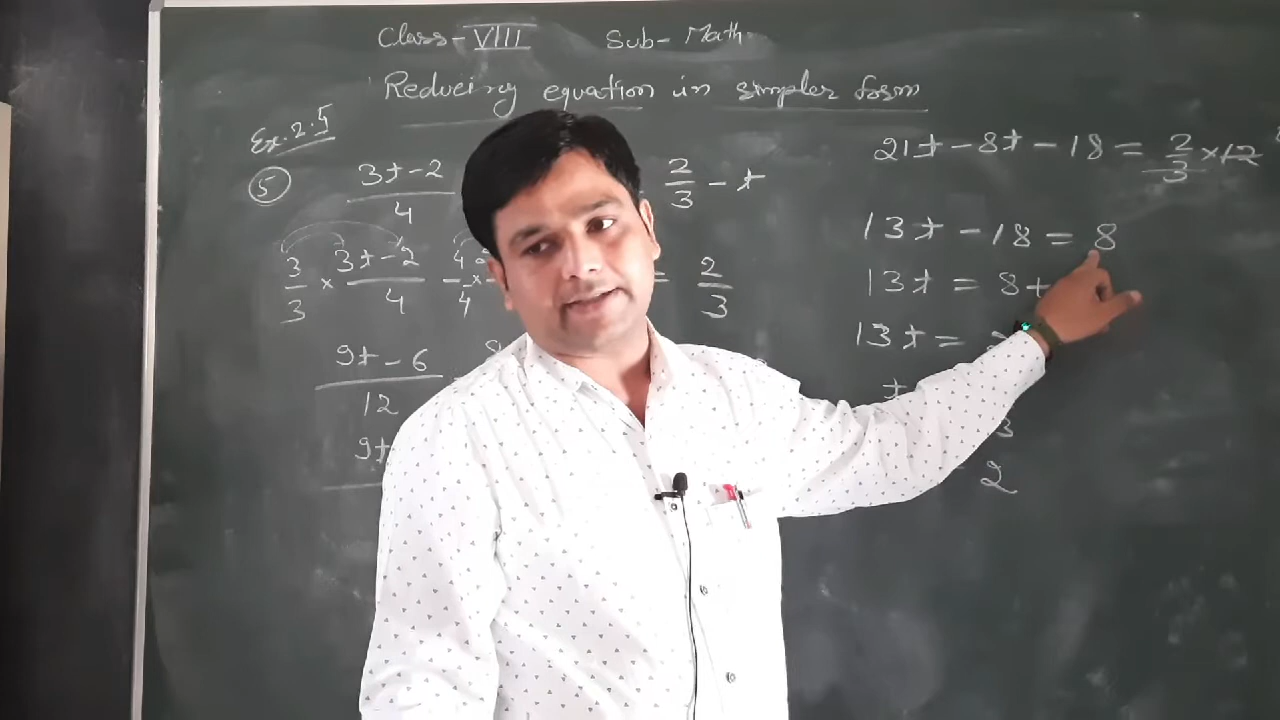 Class-VIII Sub-Math.
Reducing equation in simpler form
Ex. 2.5
5
3t-2
4
2
3
- t
3
3
×
3t-2
4
-
4
4
×
=
2
3
9t-6
12
9t
21t-8t-18 = 2/3 ×12
13t-18 = 8
13t = 8+
13t =
t
2